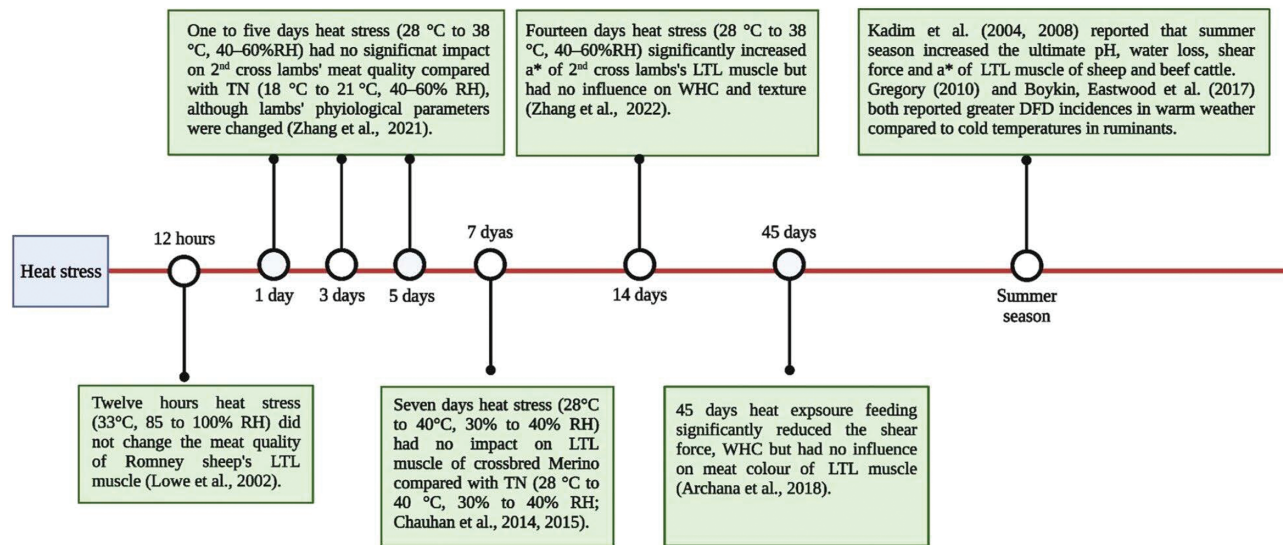 One to five days heat stress (28 °C to 38
°C, 40–60%RH) had no significnat impact
on 2nd cross lambs' meat quality compared
with TN (18 °C to 21 °C, 40–60% RH),
although lambs' phyiological parameters
were changed (Zhang et al., 2021).
Fourteen days heat stress (28 °C to 38
°C, 40–60%RH) significantly increased
a* of 2nd cross lambs's LTL muscle but
had no influence on WHC and texture
(Zhang et al., 2022).
Kadim et al. (2004, 2008) reported that summer
season increased the ultimate pH, water loss, shear
force and a* of LTL muscle of sheep and beef cattle.
Gregory (2010) and Boykin, Eastwood et al. (2017)
both reported greater DFD incidences in warm weather
compared to cold temperatures in ruminants.
Heat stress
12 hours
1 day
3 days
5 days
7 dyas
14 days
45 days
Summer
season
Twelve hours heat stress
(33°C, 85 to 100% RH) did
not change the meat quality
of Romney sheep's LTL
muscle (Lowe et al., 2002).
Seven days heat stress (28°C
to 40°C, 30% to 40% RH)
had no impact on LTL
muscle of crossbred Merino
compared with TN (28 °C to
40 °C, 30% to 40% RH;
Chauhan et al., 2014, 2015).
45 days heat expsoure feeding
significantly reduced the shear
force, WHC but had no influence
on meat colour of LTL muscle
(Archana et al., 2018).